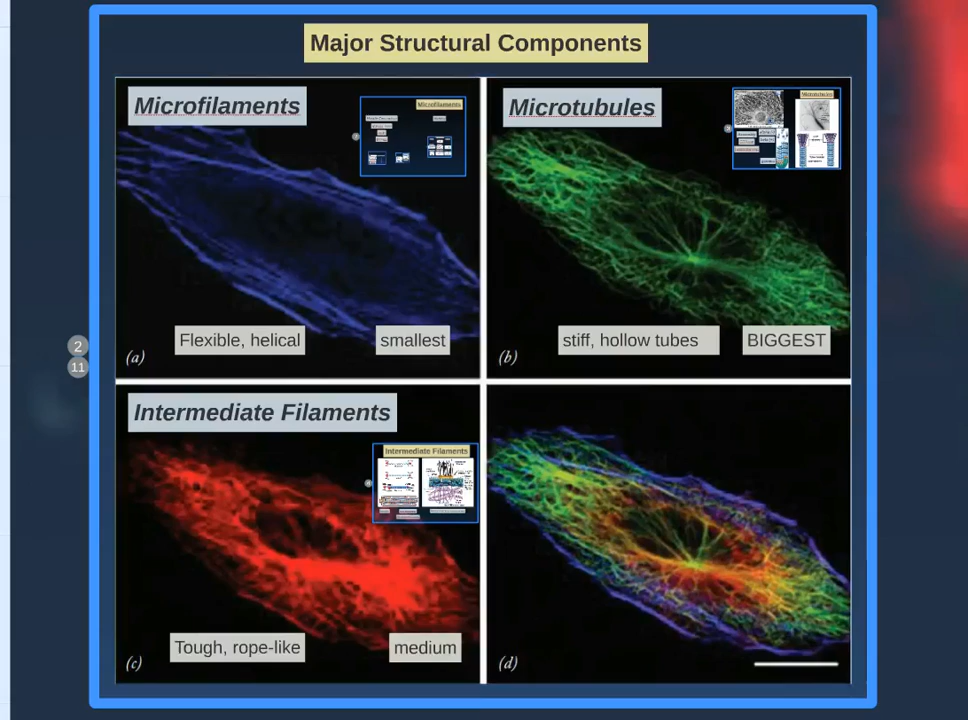 Major Structural Components
Microfilaments
Microfilaments
Flexible, helical
smallest
(a)
Microtubules
Microtubules
stiff, hollow tubes
BIGGEST
(b)
2
11
Intermediate Filaments
Intermediate Filaments
Tough, rope-like
medium
(c)
(d)